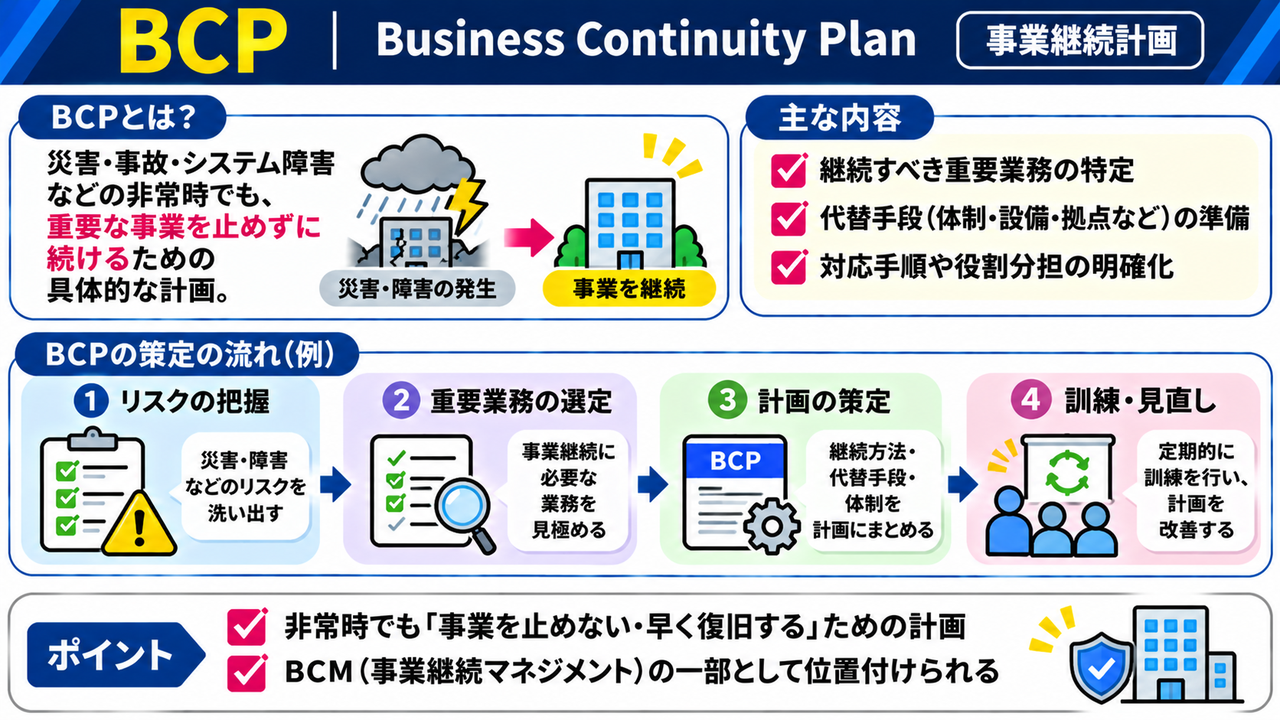 BCP
Business Continuity Plan
事業継続計画
BCPとは?
災害・事故・システム障害
などの非常時でも、
重要な事業を止めずに
続けるための
具体的な計画。
災害・障害の発生
事業を継続
主な内容
継続すべき重要業務の特定
代替手段(体制・設備・拠点など)の準備
対応手順や役割分担の明確化
BCPの策定の流れ(例)
1 リスクの把握
災害・障害
などのリスクを
洗い出す
2 重要業務の選定
事業継続に
必要な
業務を
見極める
3 計画の策定
BCP
継続方法・
代替手段・
体制を
計画にまとめる
4 訓練・見直し
定期的に
訓練を行い、
計画を
改善する
ポイント
非常時でも「事業を止めない・早く復旧する」ための計画
BCM(事業継続マネジメント)の一部として位置付けられる